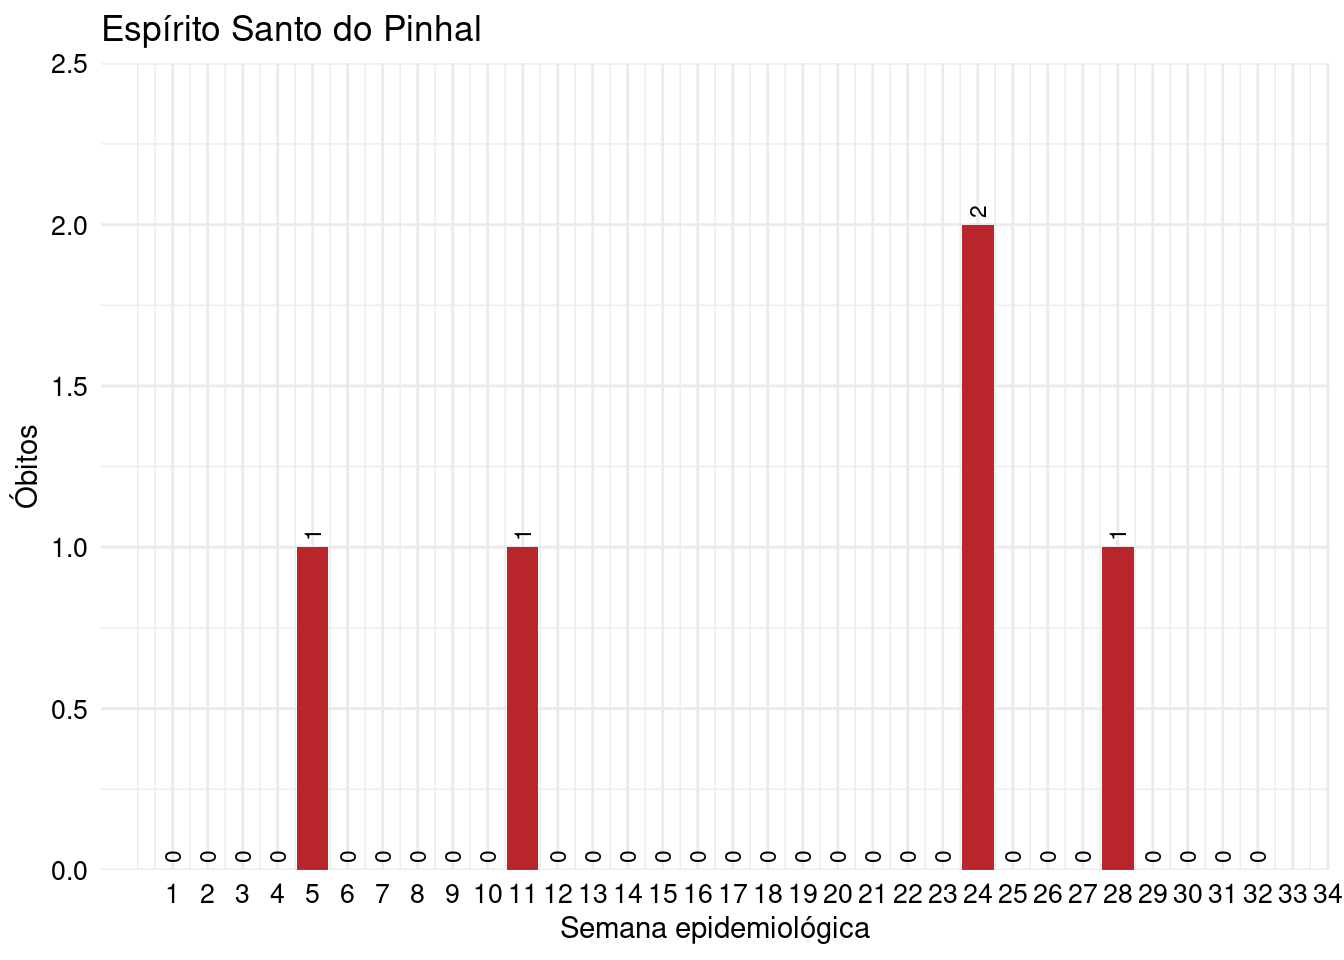 Espírito Santo do Pinhal
2.5
2.0
1.5
1.0
0.5
0.0
Óbitos
0 0 0 0 1 0 0 0 0 0 1 0 0 0 0 0 0 0 0 0 0 0 0 2 0 0 0 1 0 0 0 0
1 2 3 4 5 6 7 8 9 10 11 12 13 14 15 16 17 18 19 20 21 22 23 24 25 26 27 28 29 30 31 32 33 34
Semana epidemiológica